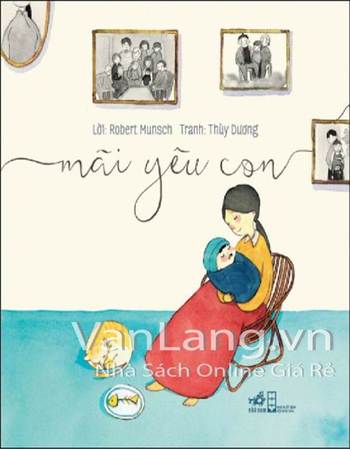 Lời: Robert Munsch Tranh: Thùy Dương
mãi yêu con
VanLang.vn
Nhà Sách Online Giá Rẻ